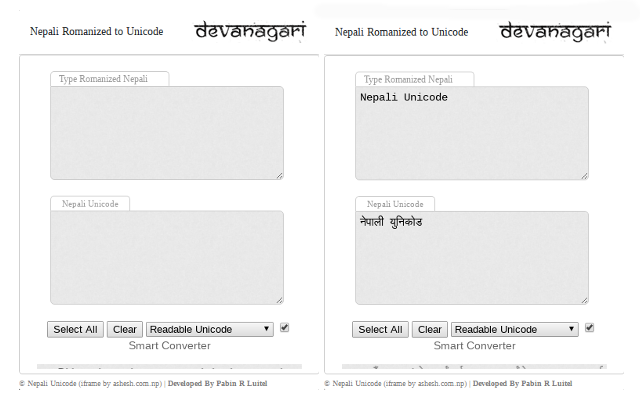 Nepali Romanized to Unicode
devanagari
Type Romanized Nepali
Nepali Unicode
Select All Clear Readable Unicode
Smart Converter
© Nepali Unicode (iframe by ashesh.com.np) | Developed By Pabin R Luitel
Nepali Romanized to Unicode
devanagari
Type Romanized Nepali
Nepali Unicode
Nepali Unicode
नेपाली युनिकोड
Select All Clear Readable Unicode
Smart Converter
© Nepali Unicode (iframe by ashesh.com.np) | Developed By Pabin R Luitel